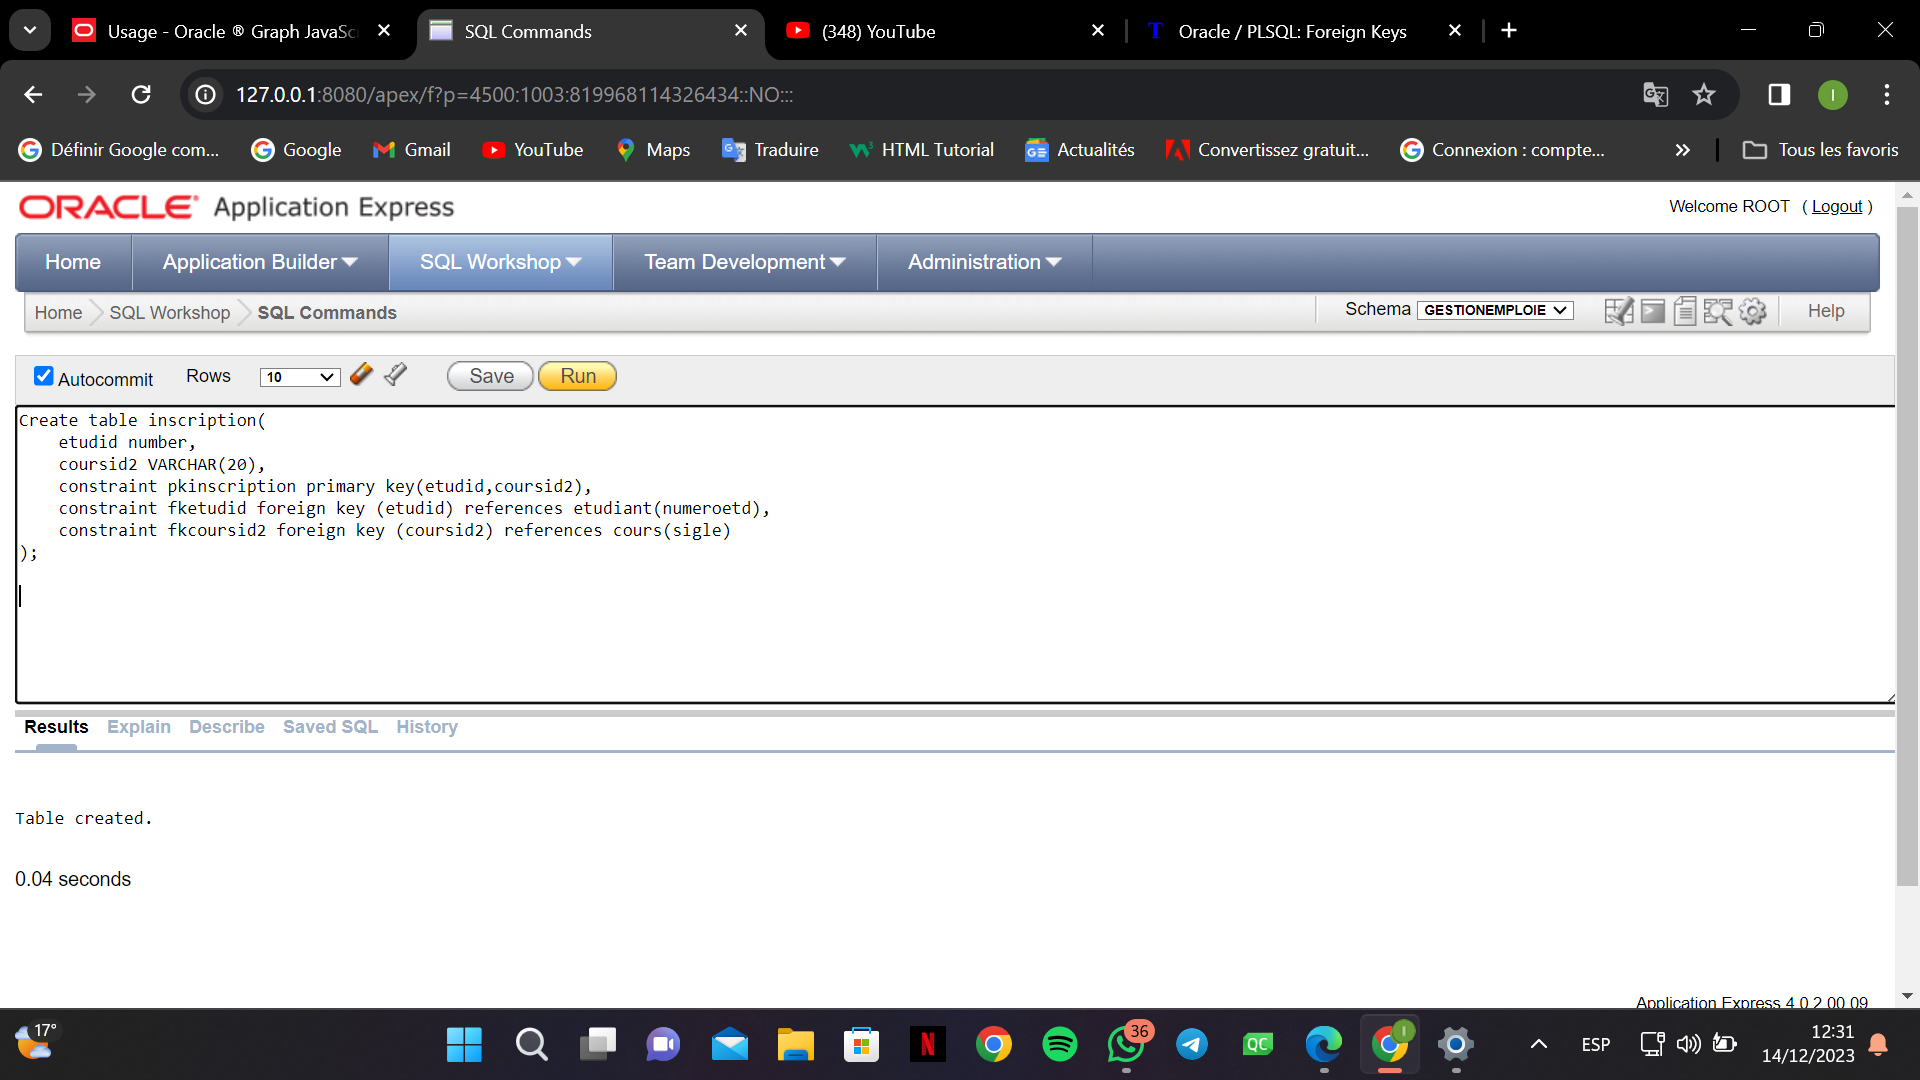 Usage - Oracle ® Graph JavaSc
SQL Commands
(348) YouTube
T Oracle / PLSQL: Foreign Keys
127.0.0.1:8080/apex/f?p=4500:1003:819968114326434::NO:::
I
Définir Google com...
Google
Gmail
YouTube
Maps
Traduire
HTML Tutorial
Actualités
Convertissez gratuit...
Connexion : compte...
Tous les favoris
ORACLE Application Express
Welcome ROOT ( Logout )
Home
Application Builder
SQL Workshop
Team Development
Administration
Home
SQL Workshop
SQL Commands
Schema GESTIONEMPLOIE
Help
Autocommit
Rows 10
Save
Run
Create table inscription(
etudid number,
coursid2 VARCHAR(20),
constraint pkinscription primary key(etudid,coursid2),
constraint fketudid foreign key (etudid) references etudiant(numeroetd),
constraint fkcoursid2 foreign key (coursid2) references cours(sigle)
);
Results Explain Describe Saved SQL History
Table created.
0.04 seconds
Application Express 4.0.2.00.09
17°
N
36
QC
I
ESP
12:31
14/12/2023